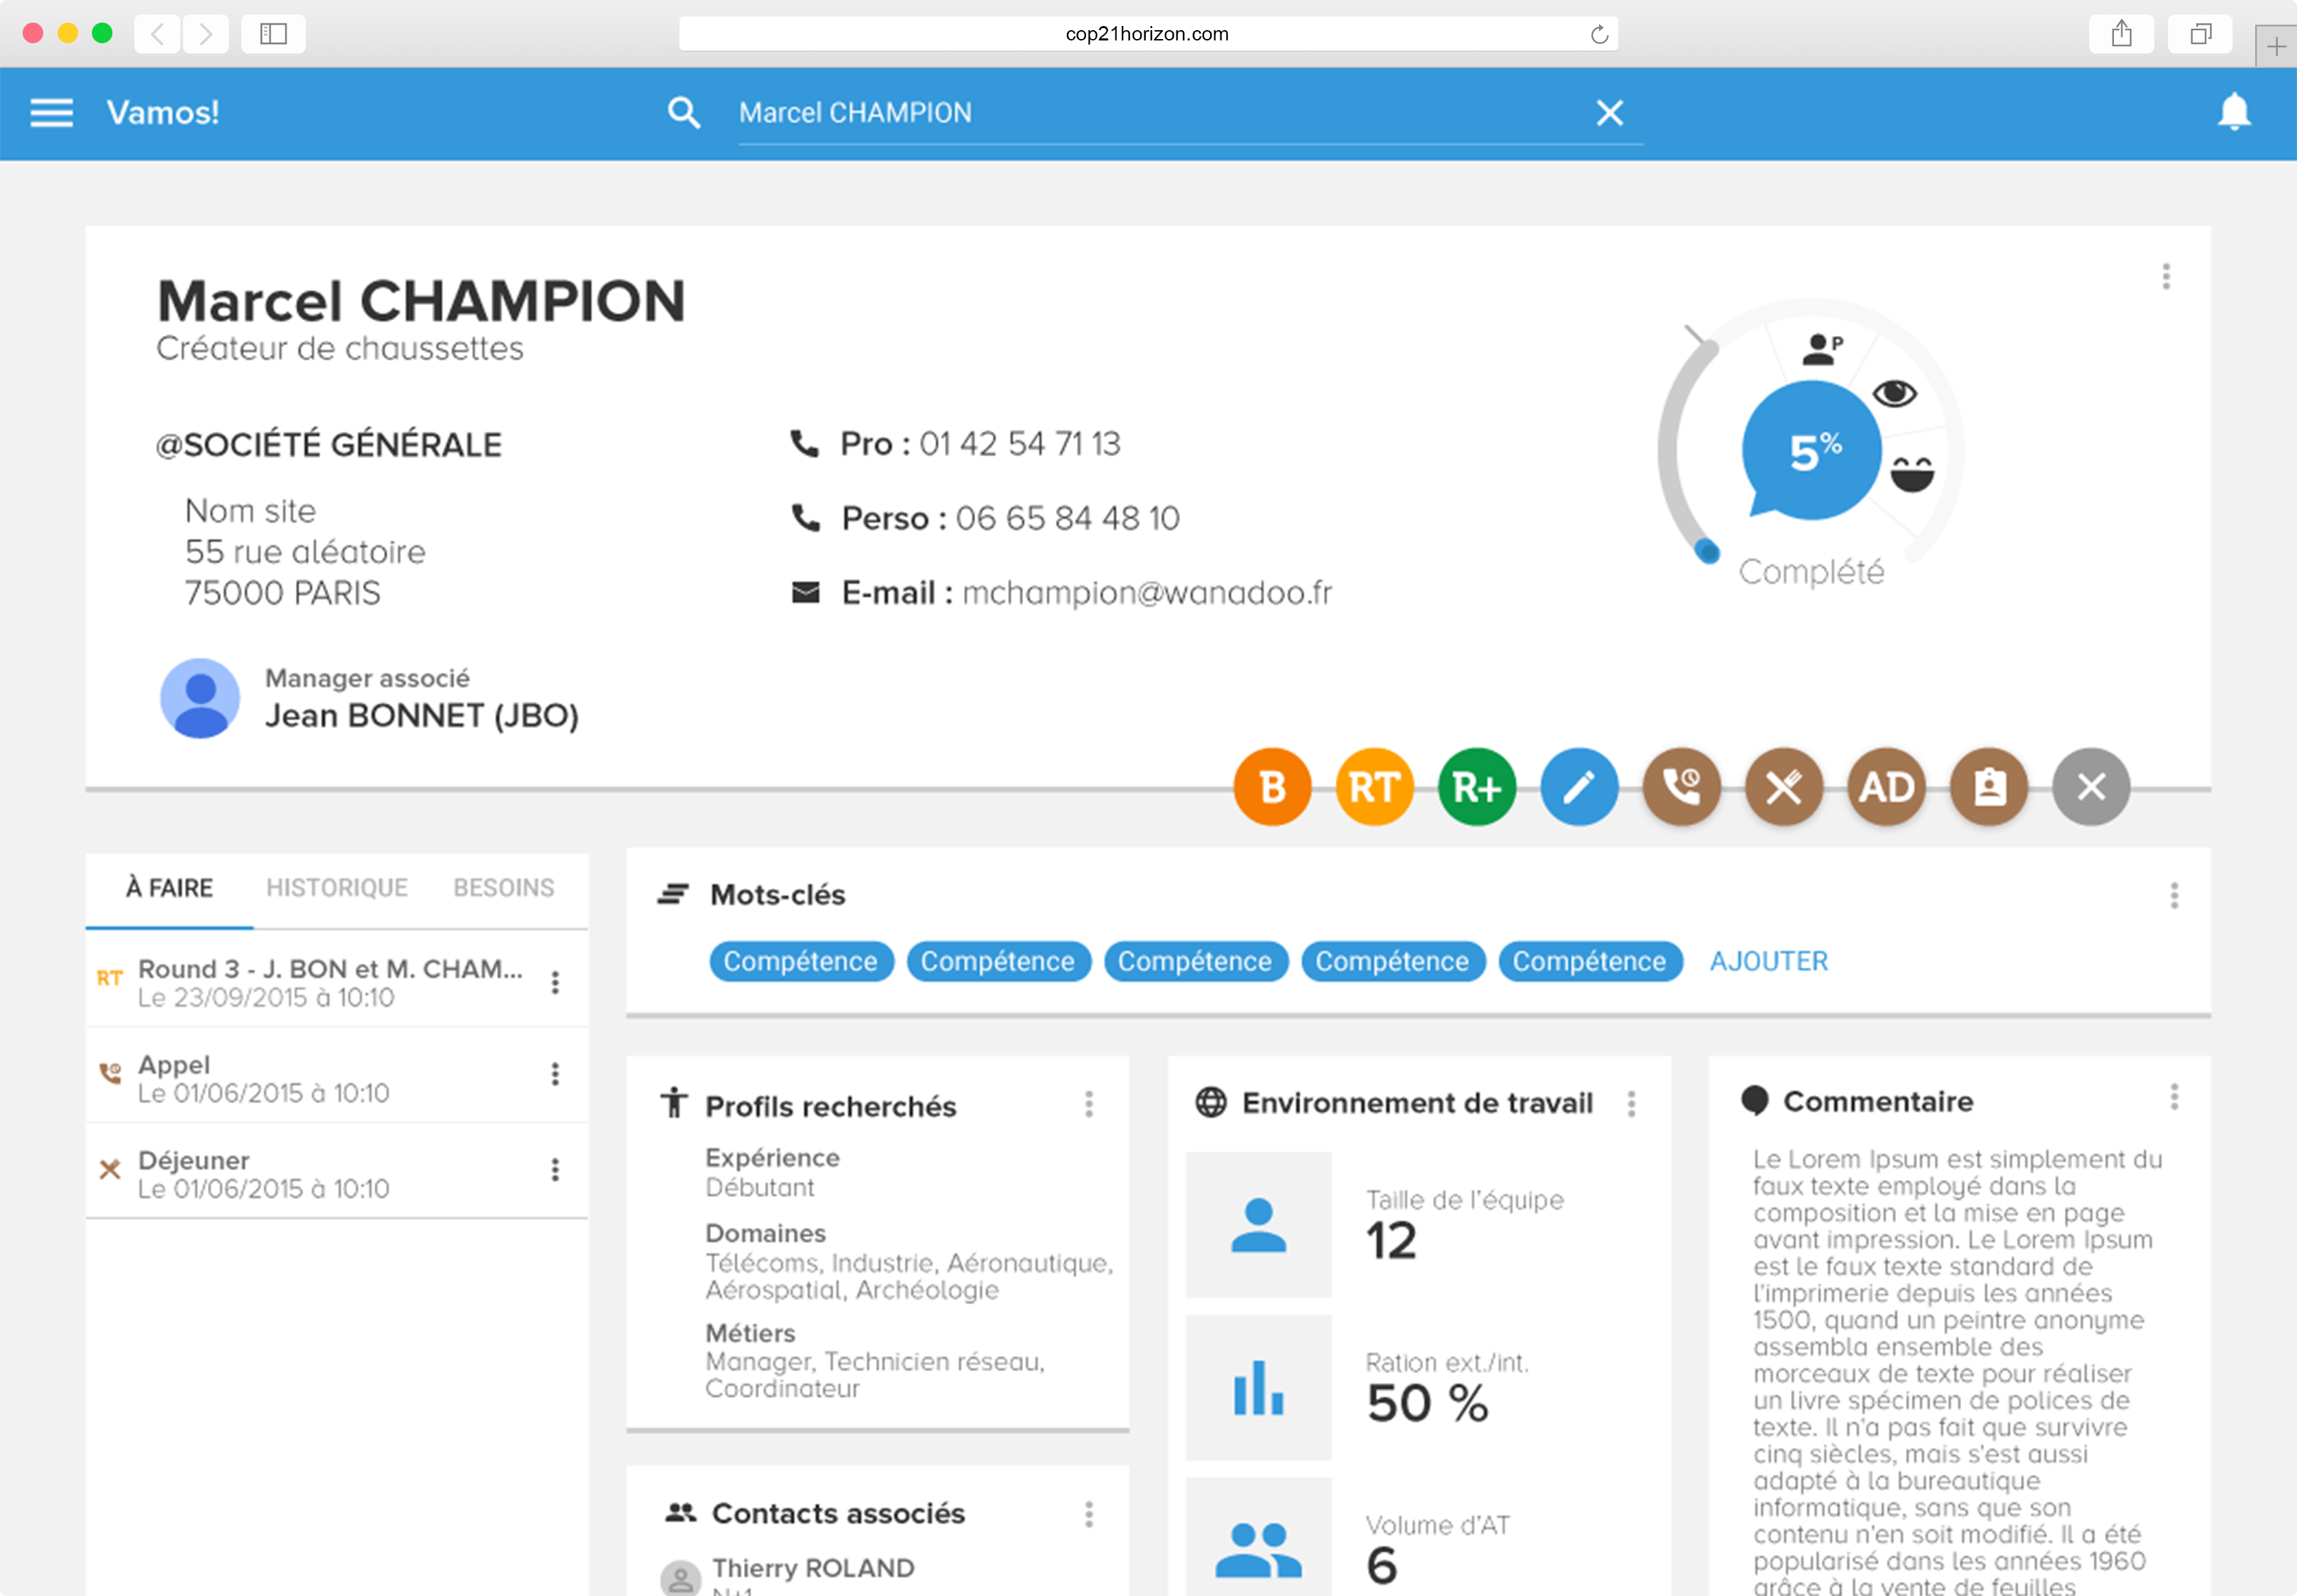 cop21horizon.com
Vamos!
Marcel CHAMPION
Marcel CHAMPION
Créateur de chaussettes
@SOCIÉTÉ GÉNÉRALE
Nom site
55 rue aléatoire
75000 PARIS
Pro : 01 42 54 71 13
Perso : 06 65 84 48 10
E-mail : mchampion@wanadoo.fr
P
5%
Complété
Manager associé
Jean BONNET (JBO)
B RT R+ AD
À FAIRE HISTORIQUE BESOINS
RT Round 3 - J. BON et M. CHAM...
Le 23/09/2015 à 10:10
Appel
Le 01/06/2015 à 10:10
Déjeuner
Le 01/06/2015 à 10:10
Mots-clés
Compétence Compétence Compétence Compétence Compétence AJOUTER
Profils recherchés
Expérience
Débutant
Domaines
Télécoms, Industrie, Aéronautique,
Aérospatial, Archéologie
Métiers
Manager, Technicien réseau,
Coordinateur
Contacts associés
Thierry ROLAND
N+1
Environnement de travail
Taille de l'équipe
12
Ration ext./int.
50 %
Volume d'AT
6
Commentaire
Le Lorem Ipsum est simplement du
faux texte employé dans la
composition et la mise en page
avant impression. Le Lorem Ipsum
est le faux texte standard de
l'imprimerie depuis les années
1500, quand un peintre anonyme
assembla ensemble des
morceaux de texte pour réaliser
un livre spécimen de polices de
texte. Il n'a pas fait que survivre
cinq siècles, mais s'est aussi
adapté à la bureautique
informatique, sans que son
contenu n'en soit modifié. Il a été
popularisé dans les années 1960
grâce à la vente de feuilles